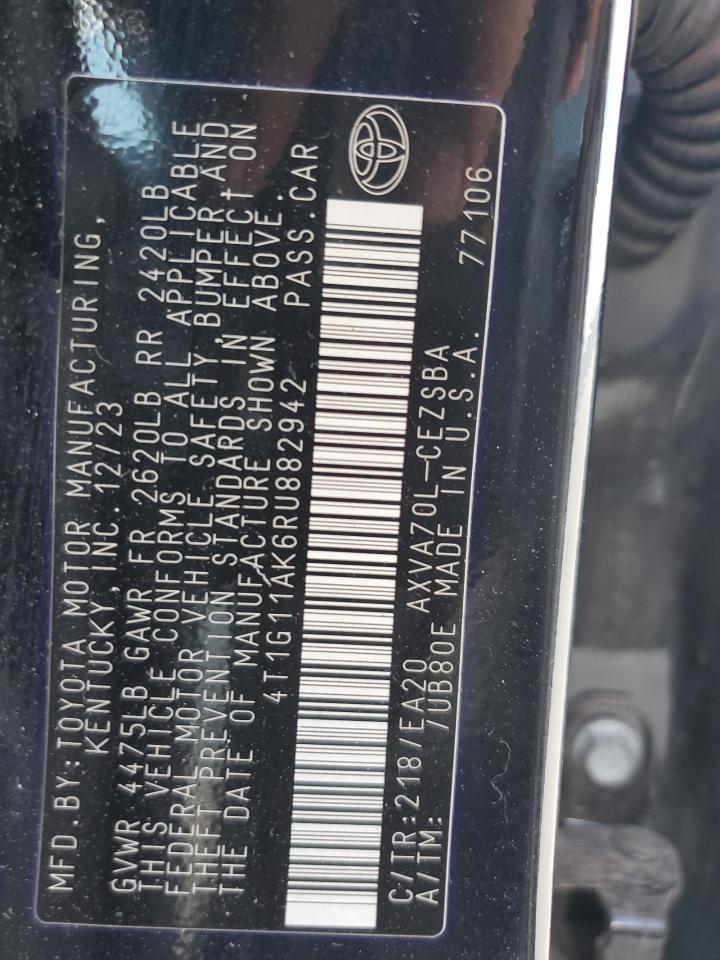 MFD.BY:TOYOTA MOTOR MANUFACTURING,
KENTUCKY, INC.12/23
GVWR 4475LB GAWR FR 2620LB RR 2420LB
THIS VEHICLE CONFORMS TO ALL APPLICABLE
FEDERAL MOTOR VEHICLE SAFETY, BUMPER AND
THEFT PREVENTION STANDARDS IN EFFECT ON
THE DATE OF MANUFACTURE SHOWN ABOVE.
4T1G11AK6RU882942 PASS.CAR
C/TR:218/EA20 AXVA70L-CEZSBA
A/TM: 7UB80E MADE IN U.S.A. 77106